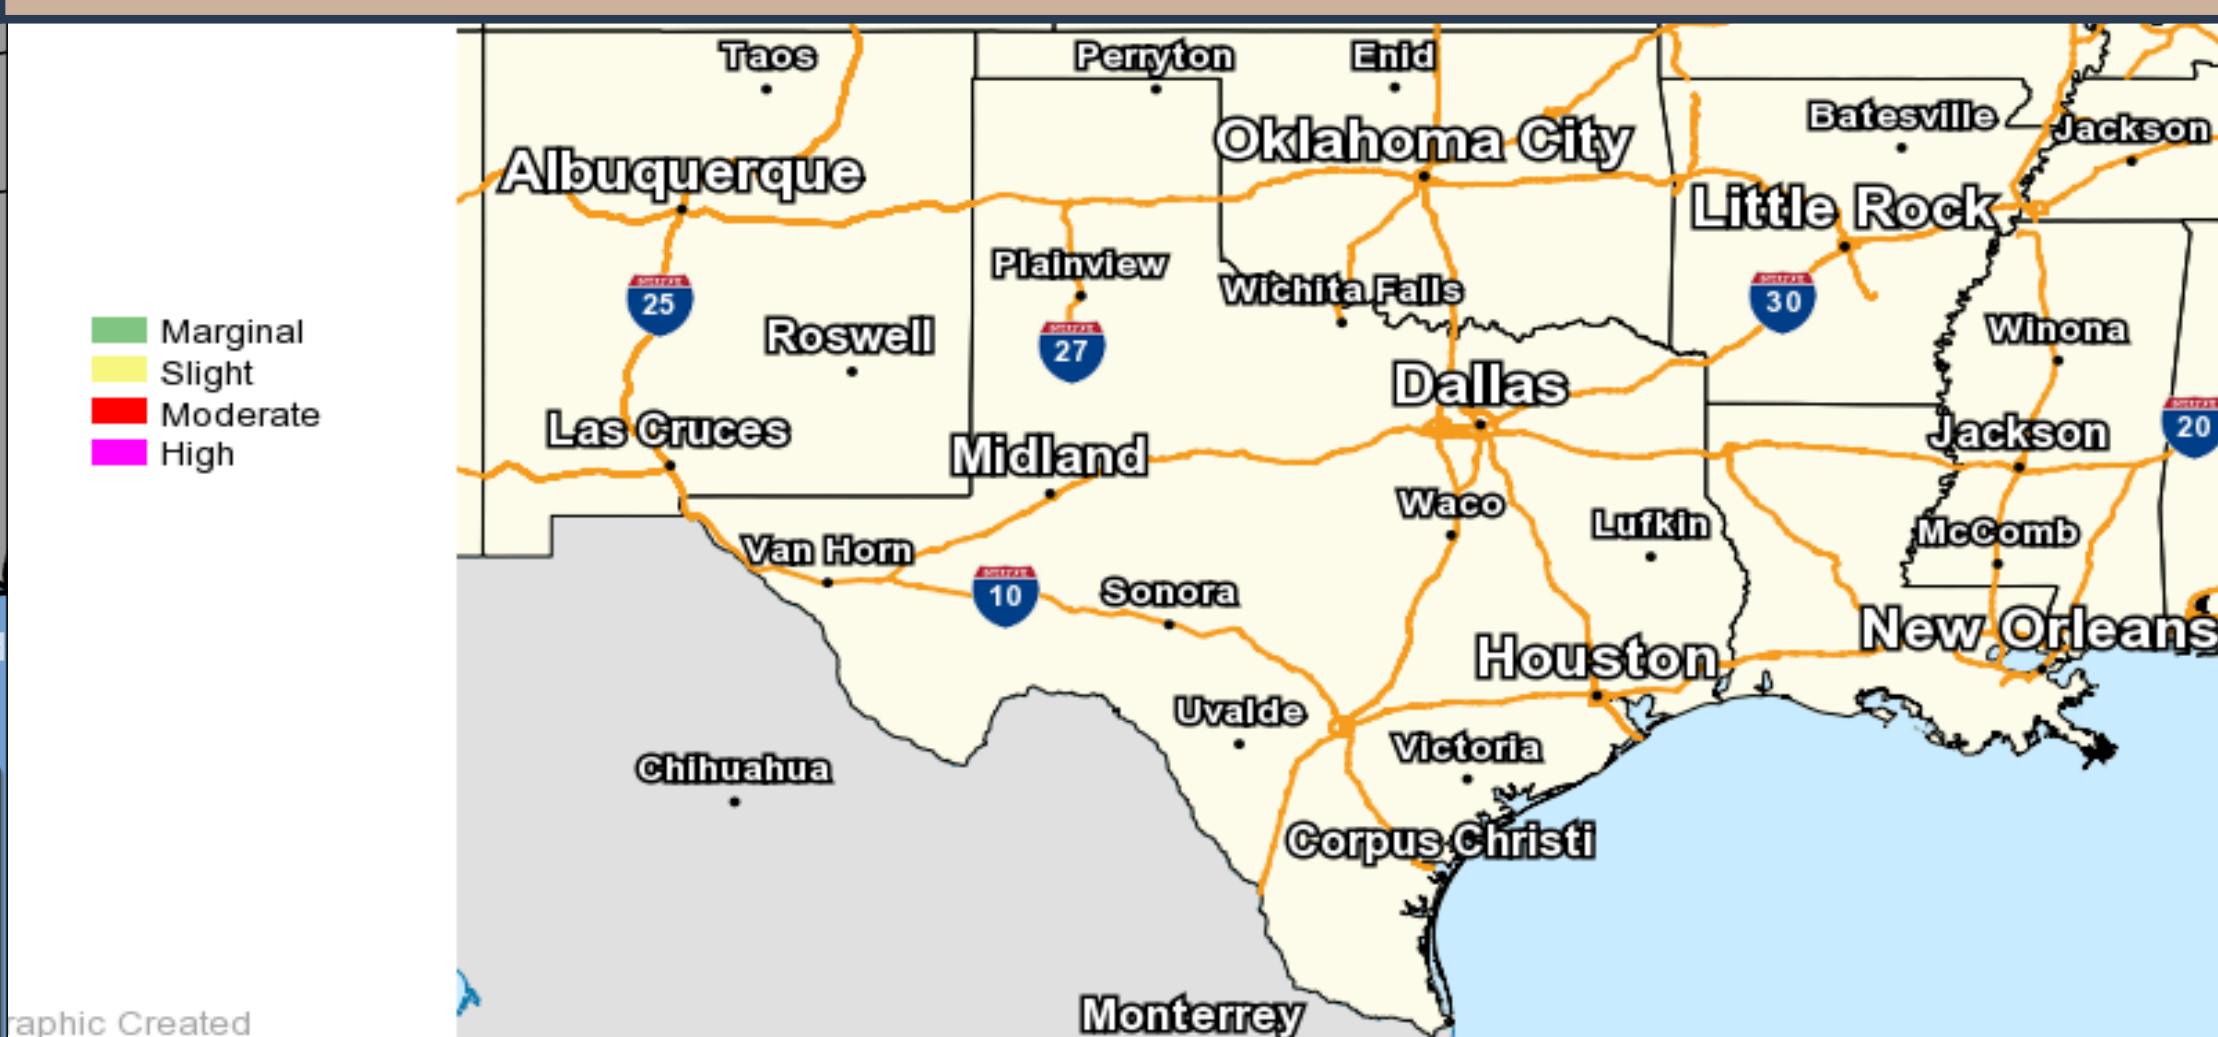 Marginal
Slight
Moderate
High
Taos
Perryton
Enid
Batesville
Jackson
Oklahoma City
Albuquerque
Little Rock
Plainview
Wichita Falls
25
30
Roswell
27
Winona
Dallas
20
Las Cruces
Jackson
Midland
Waco
Lufkin
McComb
Van Horn
10
Sonora
New Orleans
Houston
Uvalde
Victoria
Chihuahua
Corpus Christi
Monterrey
raphic Created